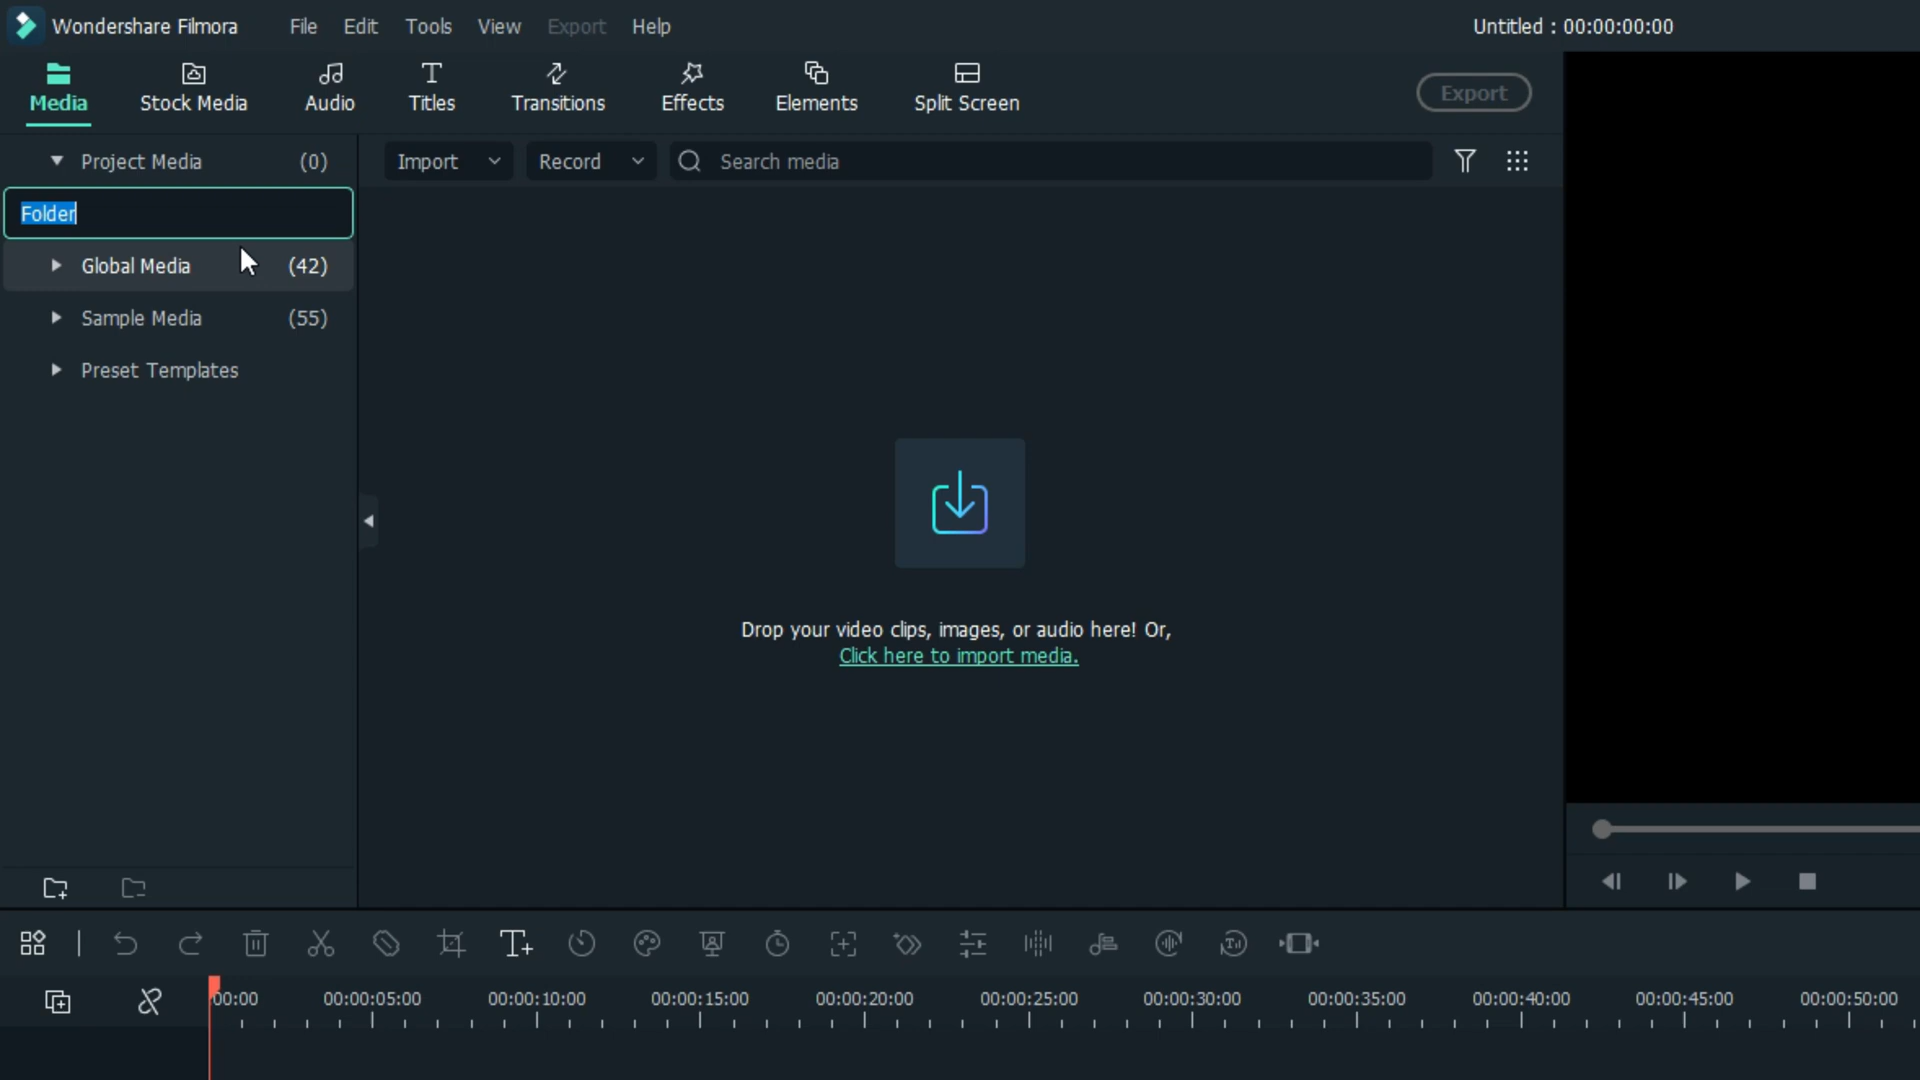 Wondershare Filmora File Edit Tools View Export Help Untitled : 00:00:00:00
Media Stock Media Audio Titles Transitions Effects Elements Split Screen Export
Project Media (0) Import Record Search media
Folder
Global Media (42)
Sample Media (55)
Preset Templates
Drop your video clips, images, or audio here! Or,
Click here to import media.
00:00 00:00:05:00 00:00:10:00 00:00:15:00 00:00:20:00 00:00:25:00 00:00:30:00 00:00:35:00 00:00:40:00 00:00:45:00 00:00:50:00